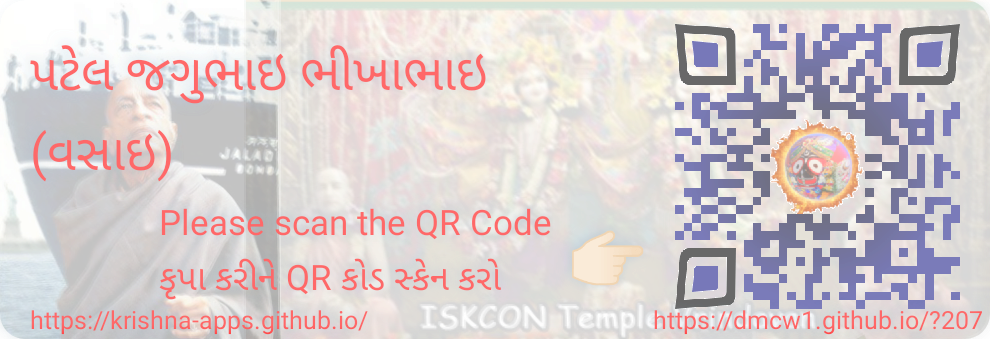 પટેલ જગુભાઇ ભીખાભાઇ
(વસાઇ)
JALAD
Please scan the QR Code
કૃપા કરીને QR કોડ સ્કેન કરો
ISKCON Temple
https://krishna-apps.github.io/
https://dmcw1.github.io/?207